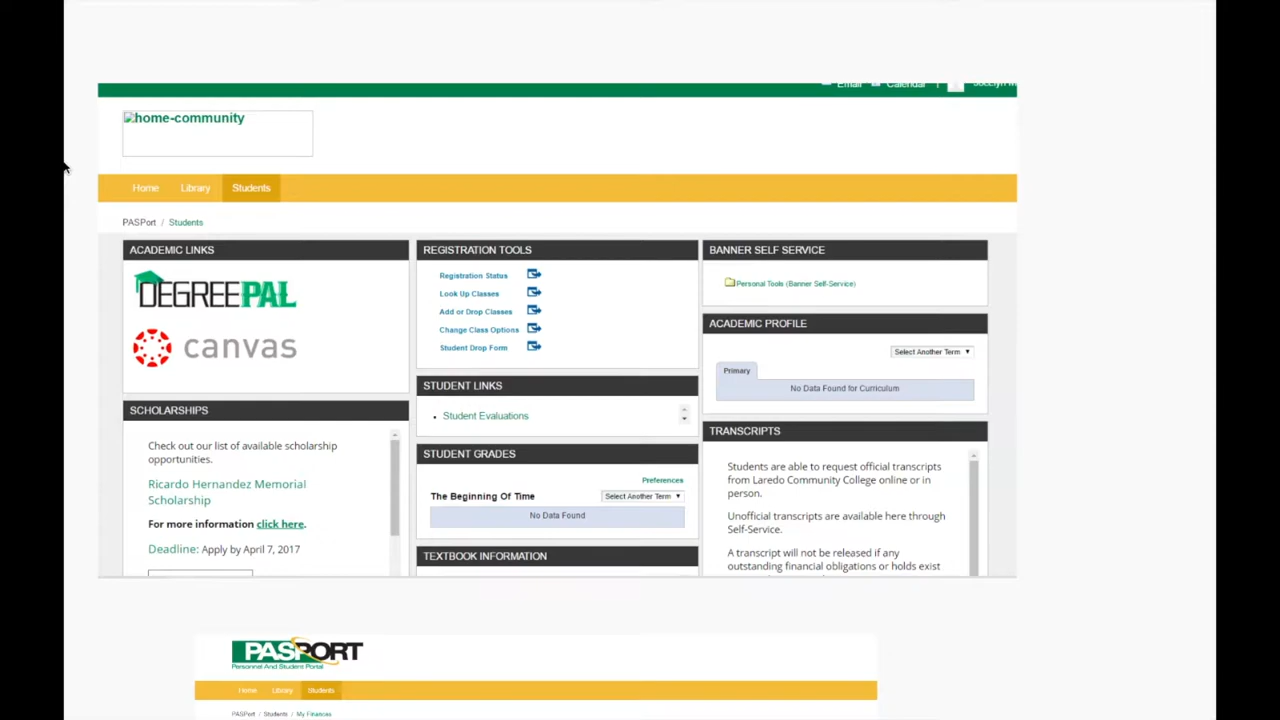 Email Calendar
home-community
Home Library Students
PASPort / Students
ACADEMIC LINKS
DEGREEPAL
canvas
SCHOLARSHIPS
Check out our list of available scholarship
opportunities.
Ricardo Hernandez Memorial
Scholarship
For more information click here.
Deadline: Apply by April 7, 2017
REGISTRATION TOOLS
Registration Status
Look Up Classes
Add or Drop Classes
Change Class Options
Student Drop Form
STUDENT LINKS
Student Evaluations
STUDENT GRADES
Preferences
The Beginning Of Time Select Another Term
No Data Found
TEXTBOOK INFORMATION
BANNER SELF SERVICE
Personal Tools (Banner Self-Service)
ACADEMIC PROFILE
Select Another Term
Primary
No Data Found for Curriculum
TRANSCRIPTS
Students are able to request official transcripts
from Laredo Community College online or in
person.
Unofficial transcripts are available here through
Self-Service.
A transcript will not be released if any
outstanding financial obligations or holds exist
PASPORT
Personnel And Student Portal
Home Library Students
PASPort / Students / My Finances